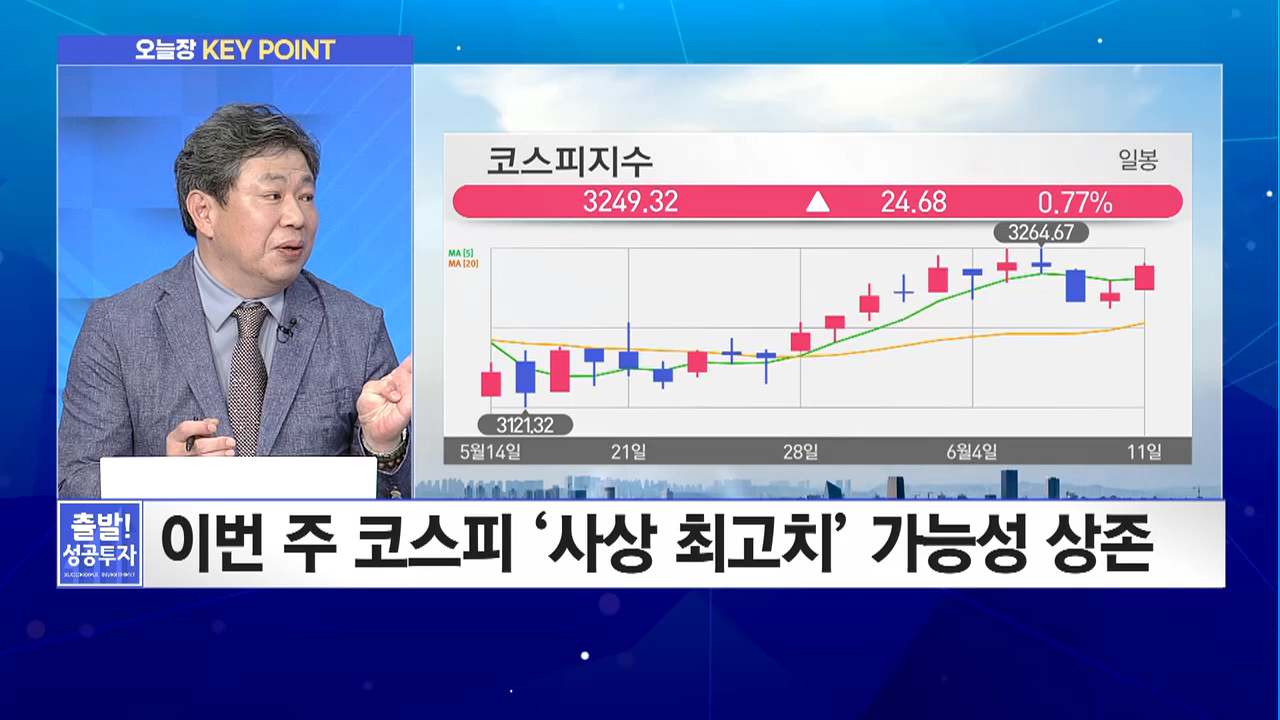 오늘장 KEY POINT
코스피지수
일봉
3249.32 ▲ 24.68 0.77%
3264.67
MA [5]
MA [20]
3121.32
5월14일 21일 28일 6월4일 11일
출발!
성공투자
이번 주 코스피 ‘사상 최고치’ 가능성 상존